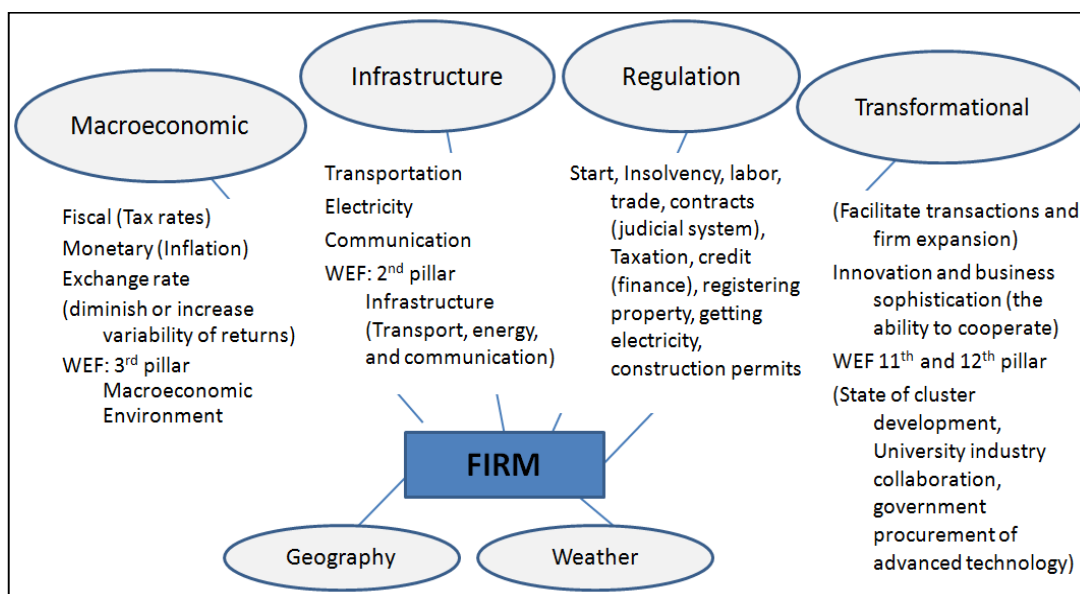 Macroeconomic
Fiscal (Tax rates)
Monetary (Inflation)
Exchange rate
(diminish or increase
variability of returns)
WEF: 3rd pillar
Macroeconomic
Environment
Infrastructure
Transportation
Electricity
Communication
WEF: 2nd pillar
Infrastructure
(Transport, energy,
and communication)
Regulation
Start, Insolvency, labor,
trade, contracts
(judicial system),
Taxation, credit
(finance), registering
property, getting
electricity,
construction permits
Transformational
(Facilitate transactions and
firm expansion)
Innovation and business
sophistication (the
ability to cooperate)
WEF 11th and 12th pillar
(State of cluster
development,
University industry
collaboration,
government
procurement of
advanced technology)
FIRM
Geography
Weather